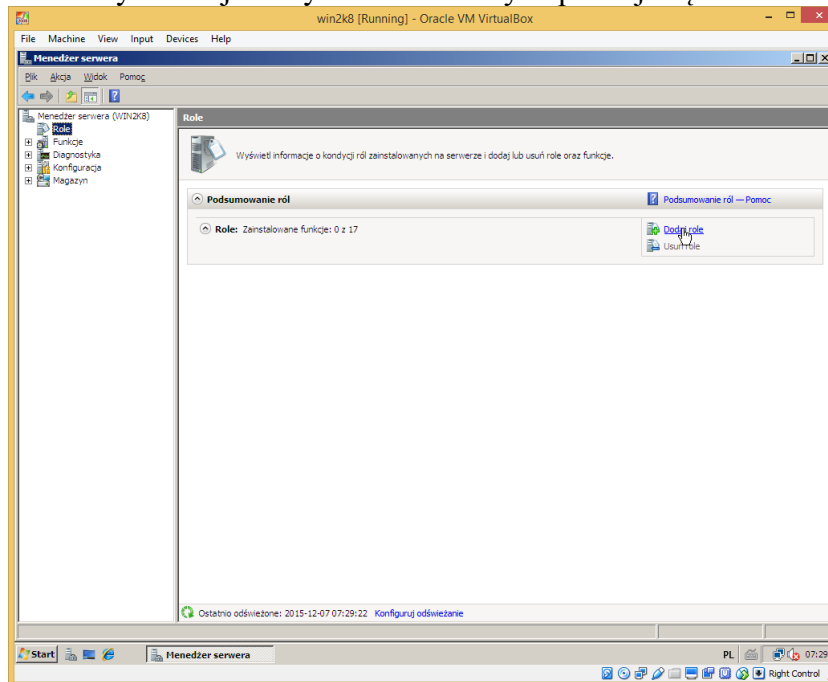 win2k8 [Running] - Oracle VM VirtualBox
File Machine View Input Devices Help
Menedżer serwera
Plik Akcja Widok Pomoc
Menedżer serwera (WIN2K8)
Role
Funkcje
Diagnostyka
Konfiguracja
Magazyn
Role
Wyświetl informacje o kondycji ról zainstalowanych na serwerze i dodaj lub usuń role oraz funkcje.
Podsumowanie ról
Podsumowanie ról — Pomoc
Role: Zainstalowane funkcje: 0 z 17
Dodaj role
Usuń role
Ostatnio odświeżone: 2015-12-07 07:29:22 Konfiguruj odświeżanie
Start Menedżer serwera PL 07:29
Right Control